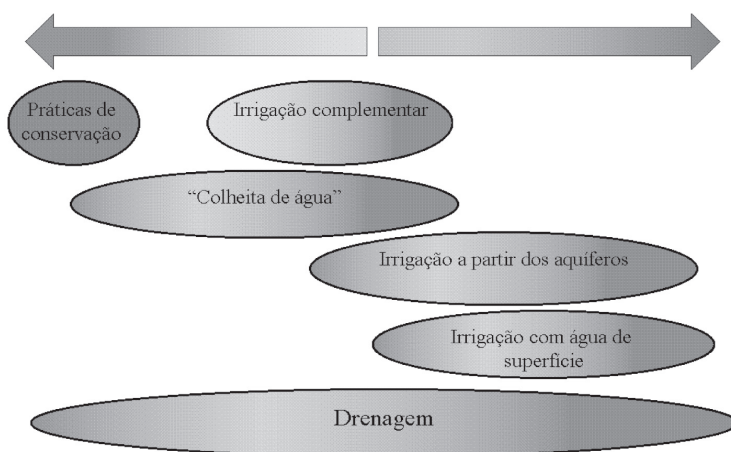 Práticas de
conservação
Irrigação complementar
“Colheita de água”
Irrigação a partir dos aquíferos
Irrigação com água de
superfície
Drenagem